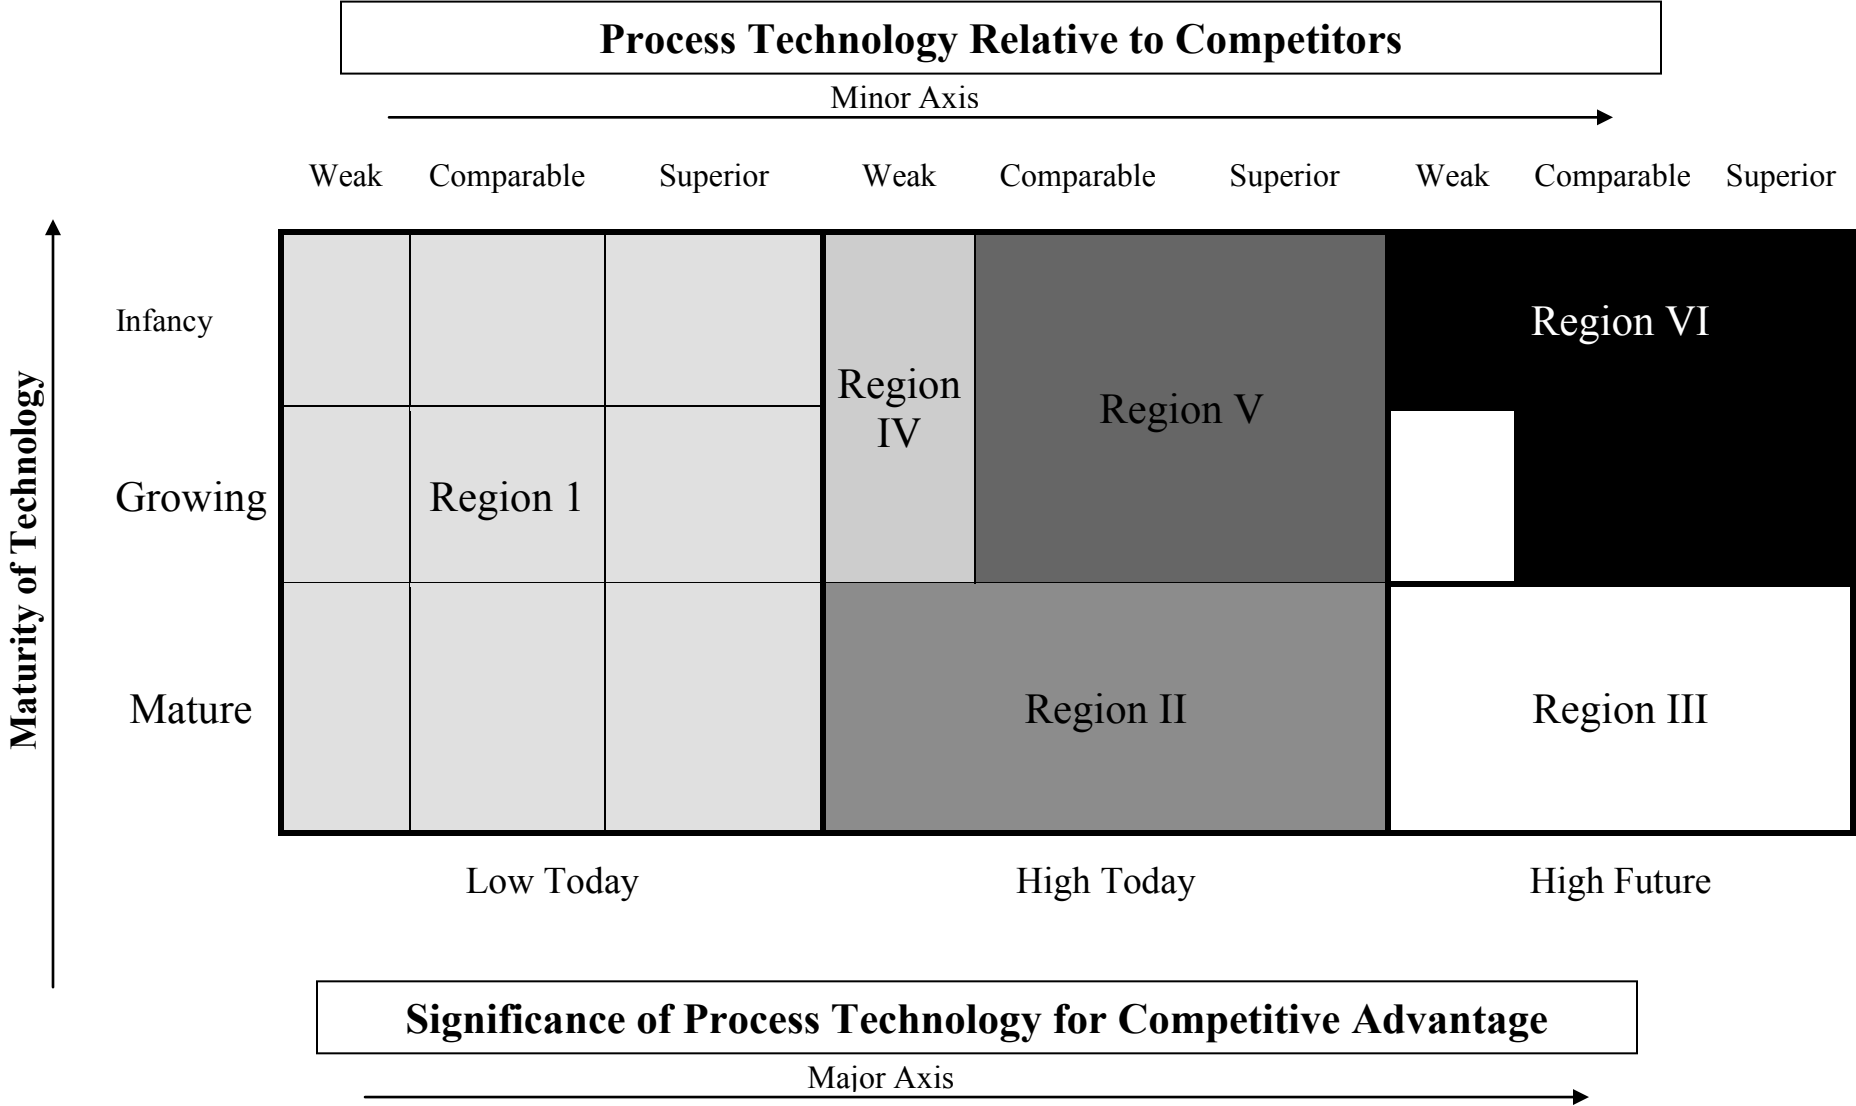 Process Technology Relative to Competitors
Minor Axis
Weak Comparable Superior Weak Comparable Superior Weak Comparable Superior
Maturity of Technology
Infancy
Region VI
Region
IV
Region V
Growing
Region 1
Mature
Region II
Region III
Low Today High Today High Future
Significance of Process Technology for Competitive Advantage
Major Axis